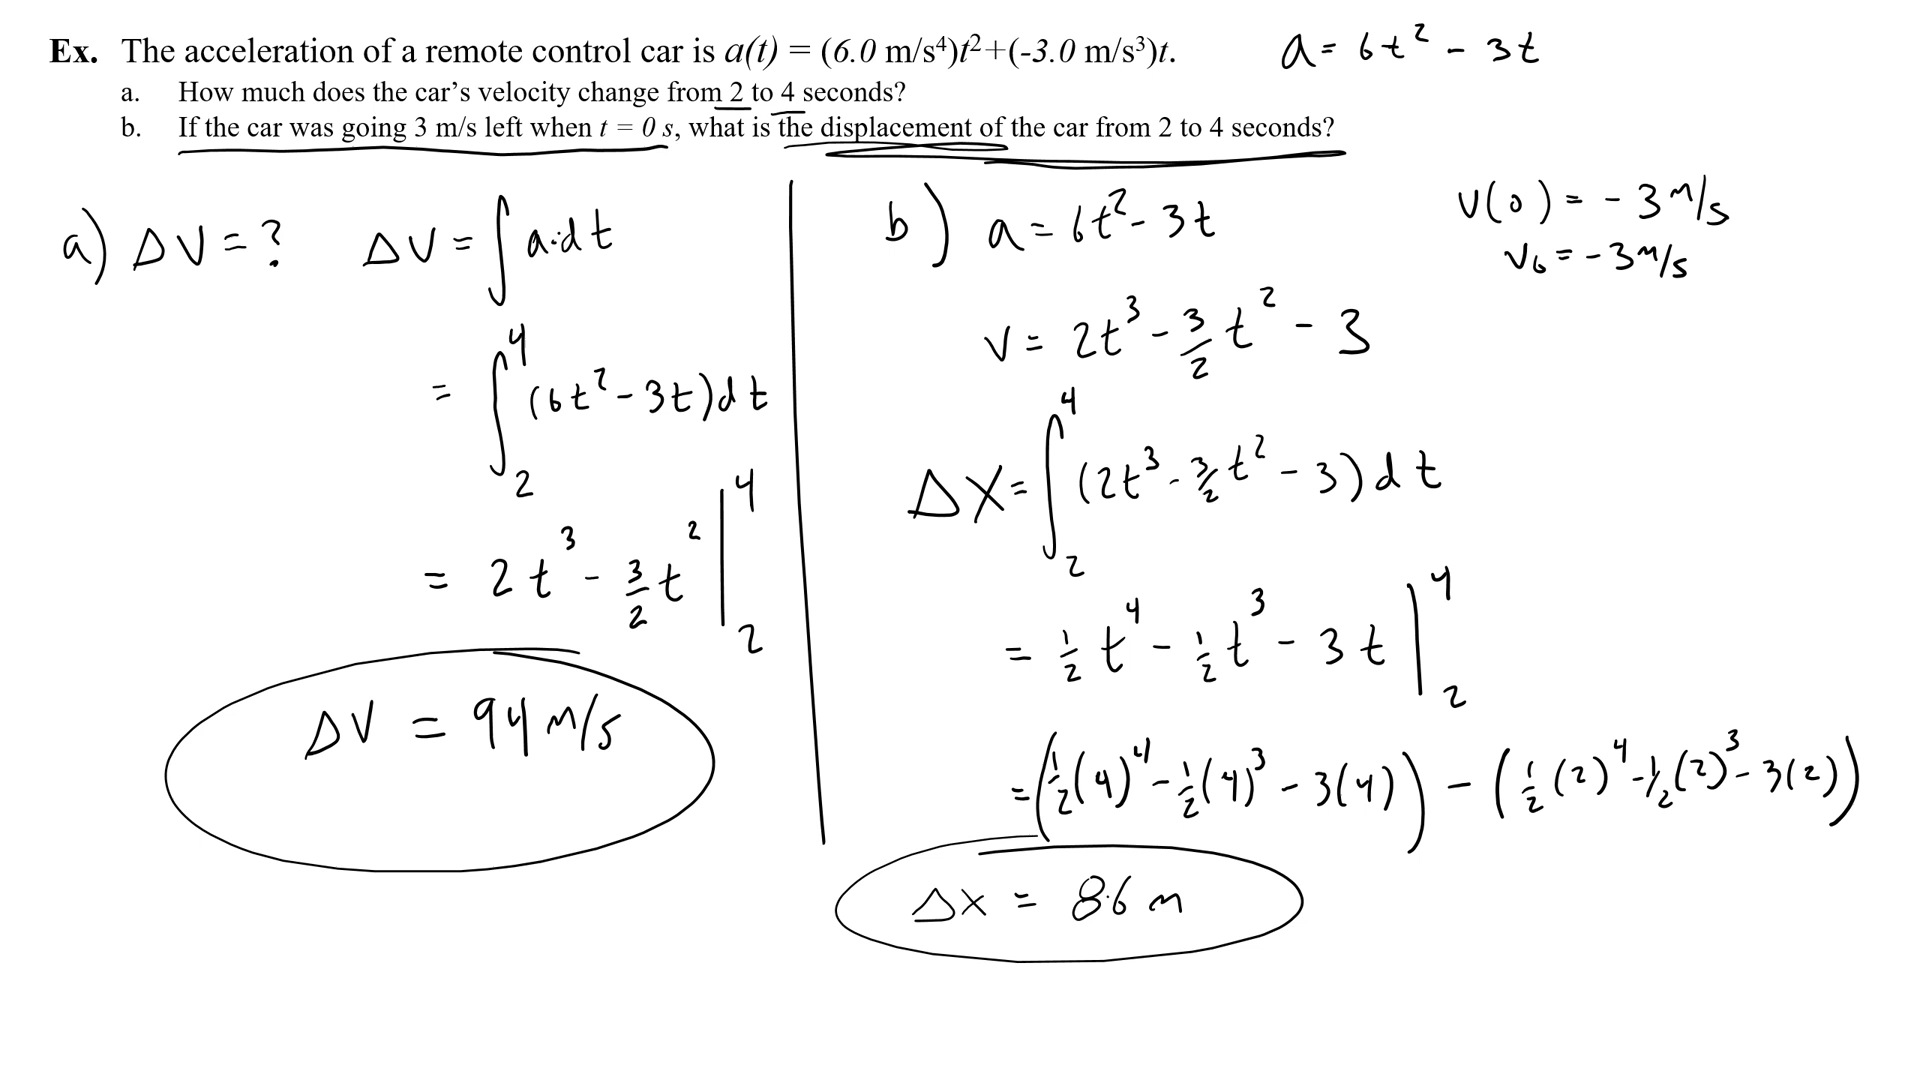 Ex. The acceleration of a remote control car is a(t) = (6.0 m/s⁴)t²+(-3.0 m/s³)t.
a = 6t² - 3t
a. How much does the car's velocity change from 2 to 4 seconds?
b. If the car was going 3 m/s left when t = 0 s, what is the displacement of the car from 2 to 4 seconds?
a) ΔV = ? ΔV = ∫ a·dt
= ∫₂⁴ (6t² - 3t)dt
= 2t³ - 3/2 t² |₂⁴
ΔV = 94 m/s
b) a = 6t² - 3t
V(0) = -3 m/s
V₀ = -3 m/s
V = 2t³ - 3/2 t² - 3
ΔX = ∫₂⁴ (2t³ - 3/2 t² - 3)dt
= 1/2 t⁴ - 1/2 t³ - 3t |₂⁴
= (1/2(4)⁴ - 1/2(4)³ - 3(4)) - (1/2(2)⁴ - 1/2(2)³ - 3(2))
ΔX = 86 m